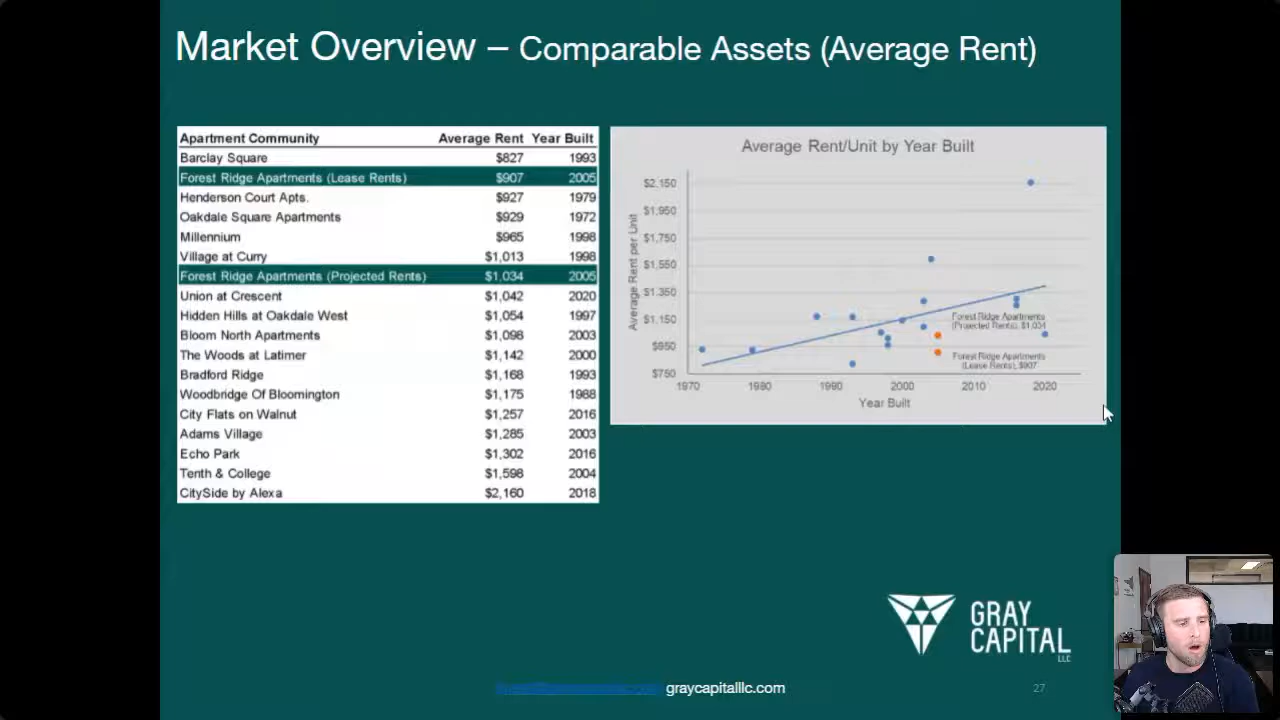 Market Overview – Comparable Assets (Average Rent)
Apartment Community Average Rent Year Built
Barclay Square $827 1993
Forest Ridge Apartments (Lease Rents) $907 2005
Henderson Court Apts. $927 1979
Oakdale Square Apartments $929 1972
Millennium $965 1998
Village at Curry $1,013 1998
Forest Ridge Apartments (Projected Rents) $1,034 2005
Union at Crescent $1,042 2020
Hidden Hills at Oakdale West $1,054 1997
Bloom North Apartments $1,098 2003
The Woods at Latimer $1,142 2000
Bradford Ridge $1,168 1993
Woodbridge Of Bloomington $1,175 1988
City Flats on Walnut $1,257 2016
Adams Village $1,285 2003
Echo Park $1,302 2016
Tenth & College $1,598 2004
CitySide by Alexa $2,160 2018
Average Rent/Unit by Year Built
Average Rent per Unit
$2,150
$1,950
$1,750
$1,550
$1,350
$1,150
$950
$750
Forest Ridge Apartments
(Projected Rents), $1,034
Forest Ridge Apartments
(Lease Rents), $907
1970 1980 1990 2000 2010 2020
Year Built
GRAY
CAPITAL
LLC
graycapitalllc.com
27